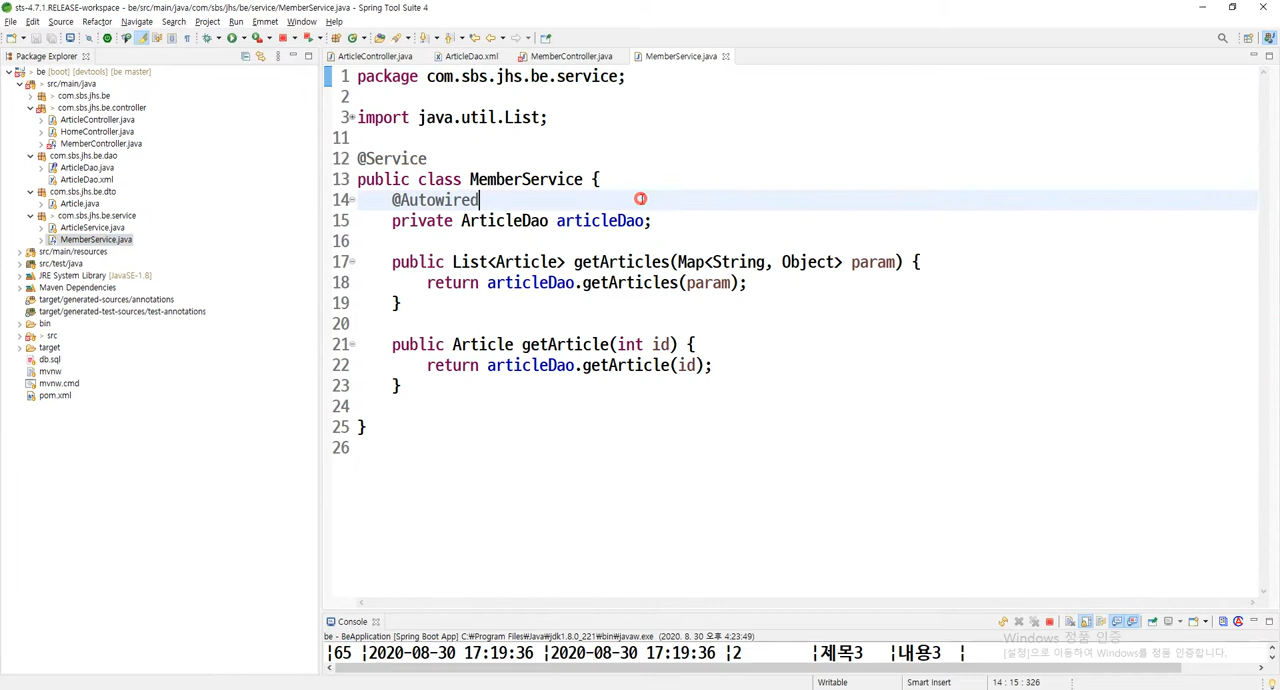 sts-4.7.1.RELEASE-workspace - be/src/main/java/com/sbs/jhs/be/service/MemberService.java - Spring Tool Suite 4
File Edit Source Refactor Navigate Search Project Run Emmet Window Help
Package Explorer
ArticleController.java ArticleDao.xml MemberController.java MemberService.java
be [boot] [devtools] [be master]
src/main/java
com.sbs.jhs.be
com.sbs.jhs.be.controller
ArticleController.java
HomeController.java
MemberController.java
com.sbs.jhs.be.dao
ArticleDao.java
ArticleDao.xml
com.sbs.jhs.be.dto
Article.java
com.sbs.jhs.be.service
ArticleService.java
MemberService.java
src/main/resources
src/test/java
JRE System Library [JavaSE-1.8]
Maven Dependencies
target/generated-sources/annotations
target/generated-test-sources/test-annotations
bin
src
target
db.sql
mvnw
mvnw.cmd
pom.xml
1 package com.sbs.jhs.be.service;
2
3 import java.util.List;
11
12 @Service
13 public class MemberService {
14 @Autowired
15 private ArticleDao articleDao;
16
17 public List<Article> getArticles(Map<String, Object> param) {
18 return articleDao.getArticles(param);
19 }
20
21 public Article getArticle(int id) {
22 return articleDao.getArticle(id);
23 }
24
25 }
26
Console
be - BeApplication [Spring Boot App] C:₩Program Files₩Java₩jdk1.8.0_221₩bin₩javaw.exe (2020. 8. 30 오후 4:23:49)
|65 |2020-08-30 17:19:36 |2020-08-30 17:19:36 |2 |제목3 |내용3 |
Windows 정품 인증
[설정]으로 이동하여 Windows를 정품 인증합니다.
Writable Smart Insert 14 : 15 : 326